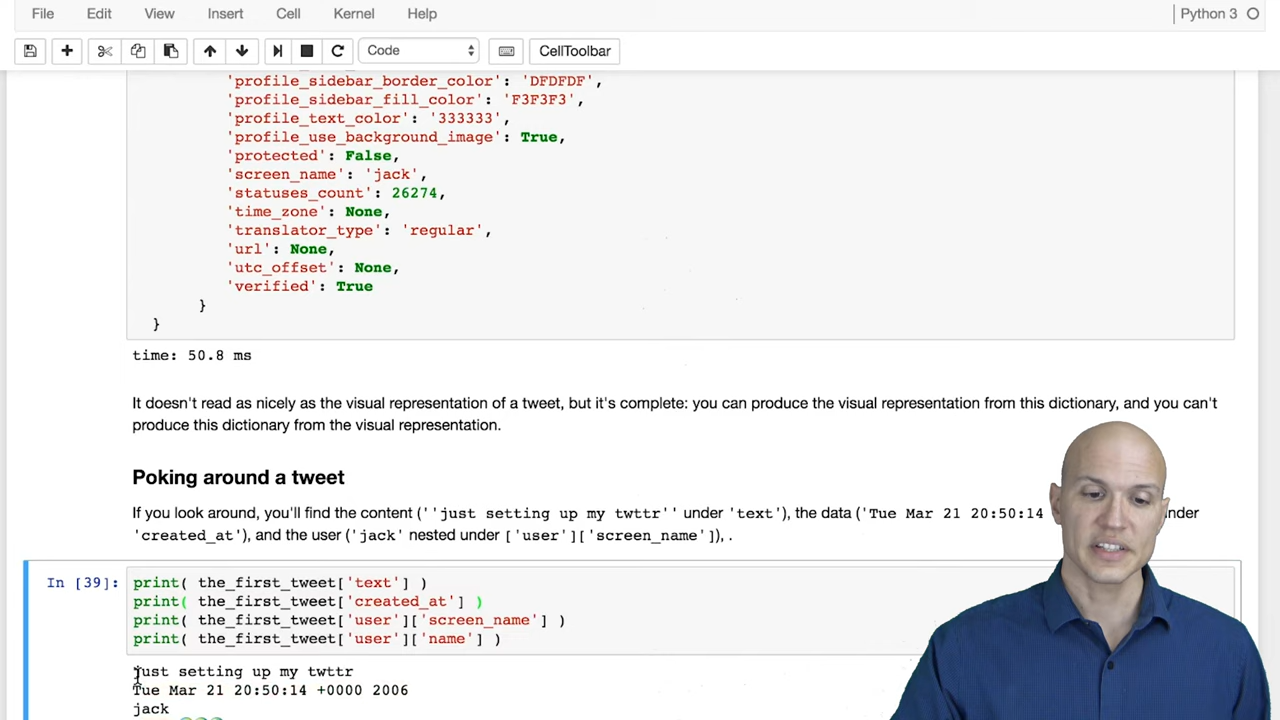 File Edit View Insert Cell Kernel Help Python 3
Code CellToolbar
'profile_sidebar_border_color': 'DFDFDF',
'profile_sidebar_fill_color': 'F3F3F3',
'profile_text_color': '333333',
'profile_use_background_image': True,
'protected': False,
'screen_name': 'jack',
'statuses_count': 26274,
'time_zone': None,
'translator_type': 'regular',
'url': None,
'utc_offset': None,
'verified': True
}
}
time: 50.8 ms
It doesn't read as nicely as the visual representation of a tweet, but it's complete: you can produce the visual representation from this dictionary, and you can't
produce this dictionary from the visual representation.
Poking around a tweet
If you look around, you'll find the content (''just setting up my twttr'' under 'text'), the data ('Tue Mar 21 20:50:14 under
'created_at'), and the user ('jack' nested under ['user']['screen_name']), .
In [39]: print( the_first_tweet['text'] )
print( the_first_tweet['created_at'] )
print( the_first_tweet['user']['screen_name'] )
print( the_first_tweet['user']['name'] )
just setting up my twttr
Tue Mar 21 20:50:14 +0000 2006
jack